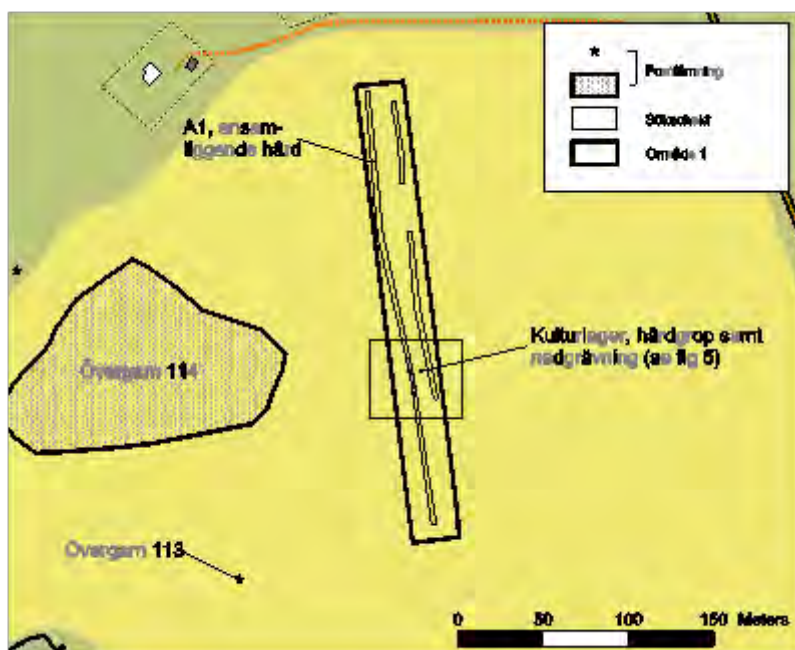 Fornlämning
Sökschakt
Område 1
A1, ensam-
liggande härd
Kulturlager, härdgrop samt
nedgrävning (se fig 5)
Övergarn 114
Övergarn 113
0 50 100 150 Meters